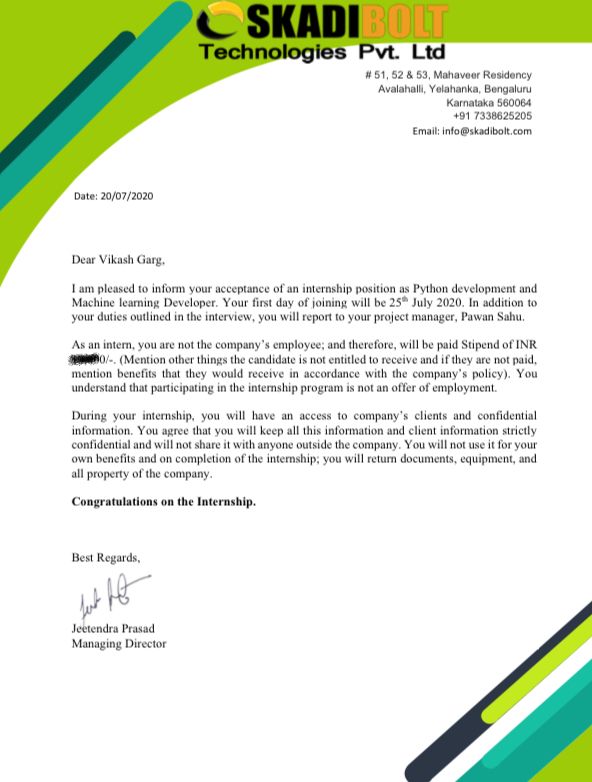 SKADIBOLT
Technologies Pvt. Ltd
# 51, 52 & 53, Mahaveer Residency
Avalahalli, Yelahanka, Bengaluru
Karnataka 560064
+91 7338625205
Email: info@skadibolt.com
Date: 20/07/2020
Dear Vikash Garg,
I am pleased to inform your acceptance of an internship position as Python development and
Machine learning Developer. Your first day of joining will be 25th July 2020. In addition to
your duties outlined in the interview, you will report to your project manager, Pawan Sahu.
As an intern, you are not the company's employee; and therefore, will be paid Stipend of INR
0/-. (Mention other things the candidate is not entitled to receive and if they are not paid,
mention benefits that they would receive in accordance with the company's policy). You
understand that participating in the internship program is not an offer of employment.
During your internship, you will have an access to company's clients and confidential
information. You agree that you will keep all this information and client information strictly
confidential and will not share it with anyone outside the company. You will not use it for your
own benefits and on completion of the internship; you will return documents, equipment, and
all property of the company.
Congratulations on the Internship.
Best Regards,
Jeetendra Prasad
Managing Director